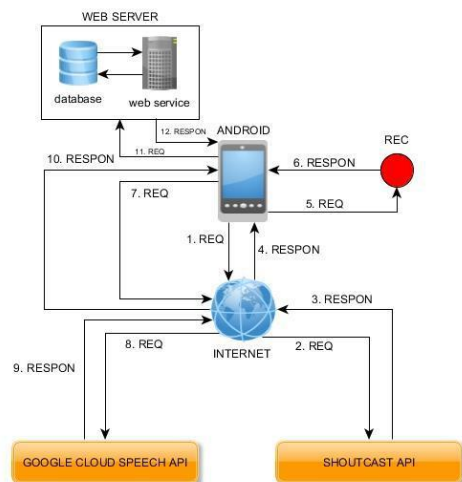 WEB SERVER
database
web service
12. RESPON
ANDROID
11. REQ
10. RESPON
6. RESPON
REC
7. REQ
5. REQ
1. REQ
4. RESPON
3. RESPON
8. REQ
INTERNET
2. REQ
9. RESPON
GOOGLE CLOUD SPEECH API
SHOUTCAST API